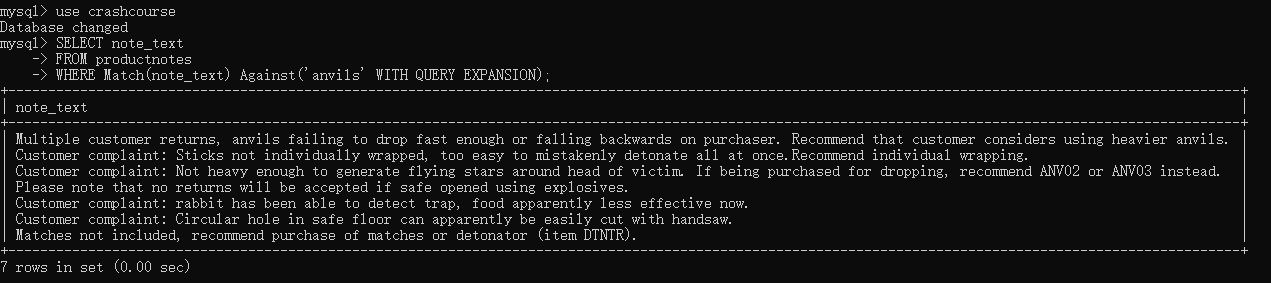 mysql> use crashcourse
Database changed
mysql> SELECT note_text
    -> FROM productnotes
    -> WHERE Match(note_text) Against('anvils' WITH QUERY EXPANSION);
| note_text |
| Multiple customer returns, anvils failing to drop fast enough or falling backwards on purchaser. Recommend that customer considers using heavier anvils. |
| Customer complaint: Sticks not individually wrapped, too easy to mistakenly detonate all at once.Recommend individual wrapping. |
| Customer complaint: Not heavy enough to generate flying stars around head of victim. If being purchased for dropping, recommend ANV02 or ANV03 instead. |
| Please note that no returns will be accepted if safe opened using explosives. |
| Customer complaint: rabbit has been able to detect trap, food apparently less effective now. |
| Customer complaint: Circular hole in safe floor can apparently be easily cut with handsaw. |
| Matches not included, recommend purchase of matches or detonator (item DTNTR). |
7 rows in set (0.00 sec)